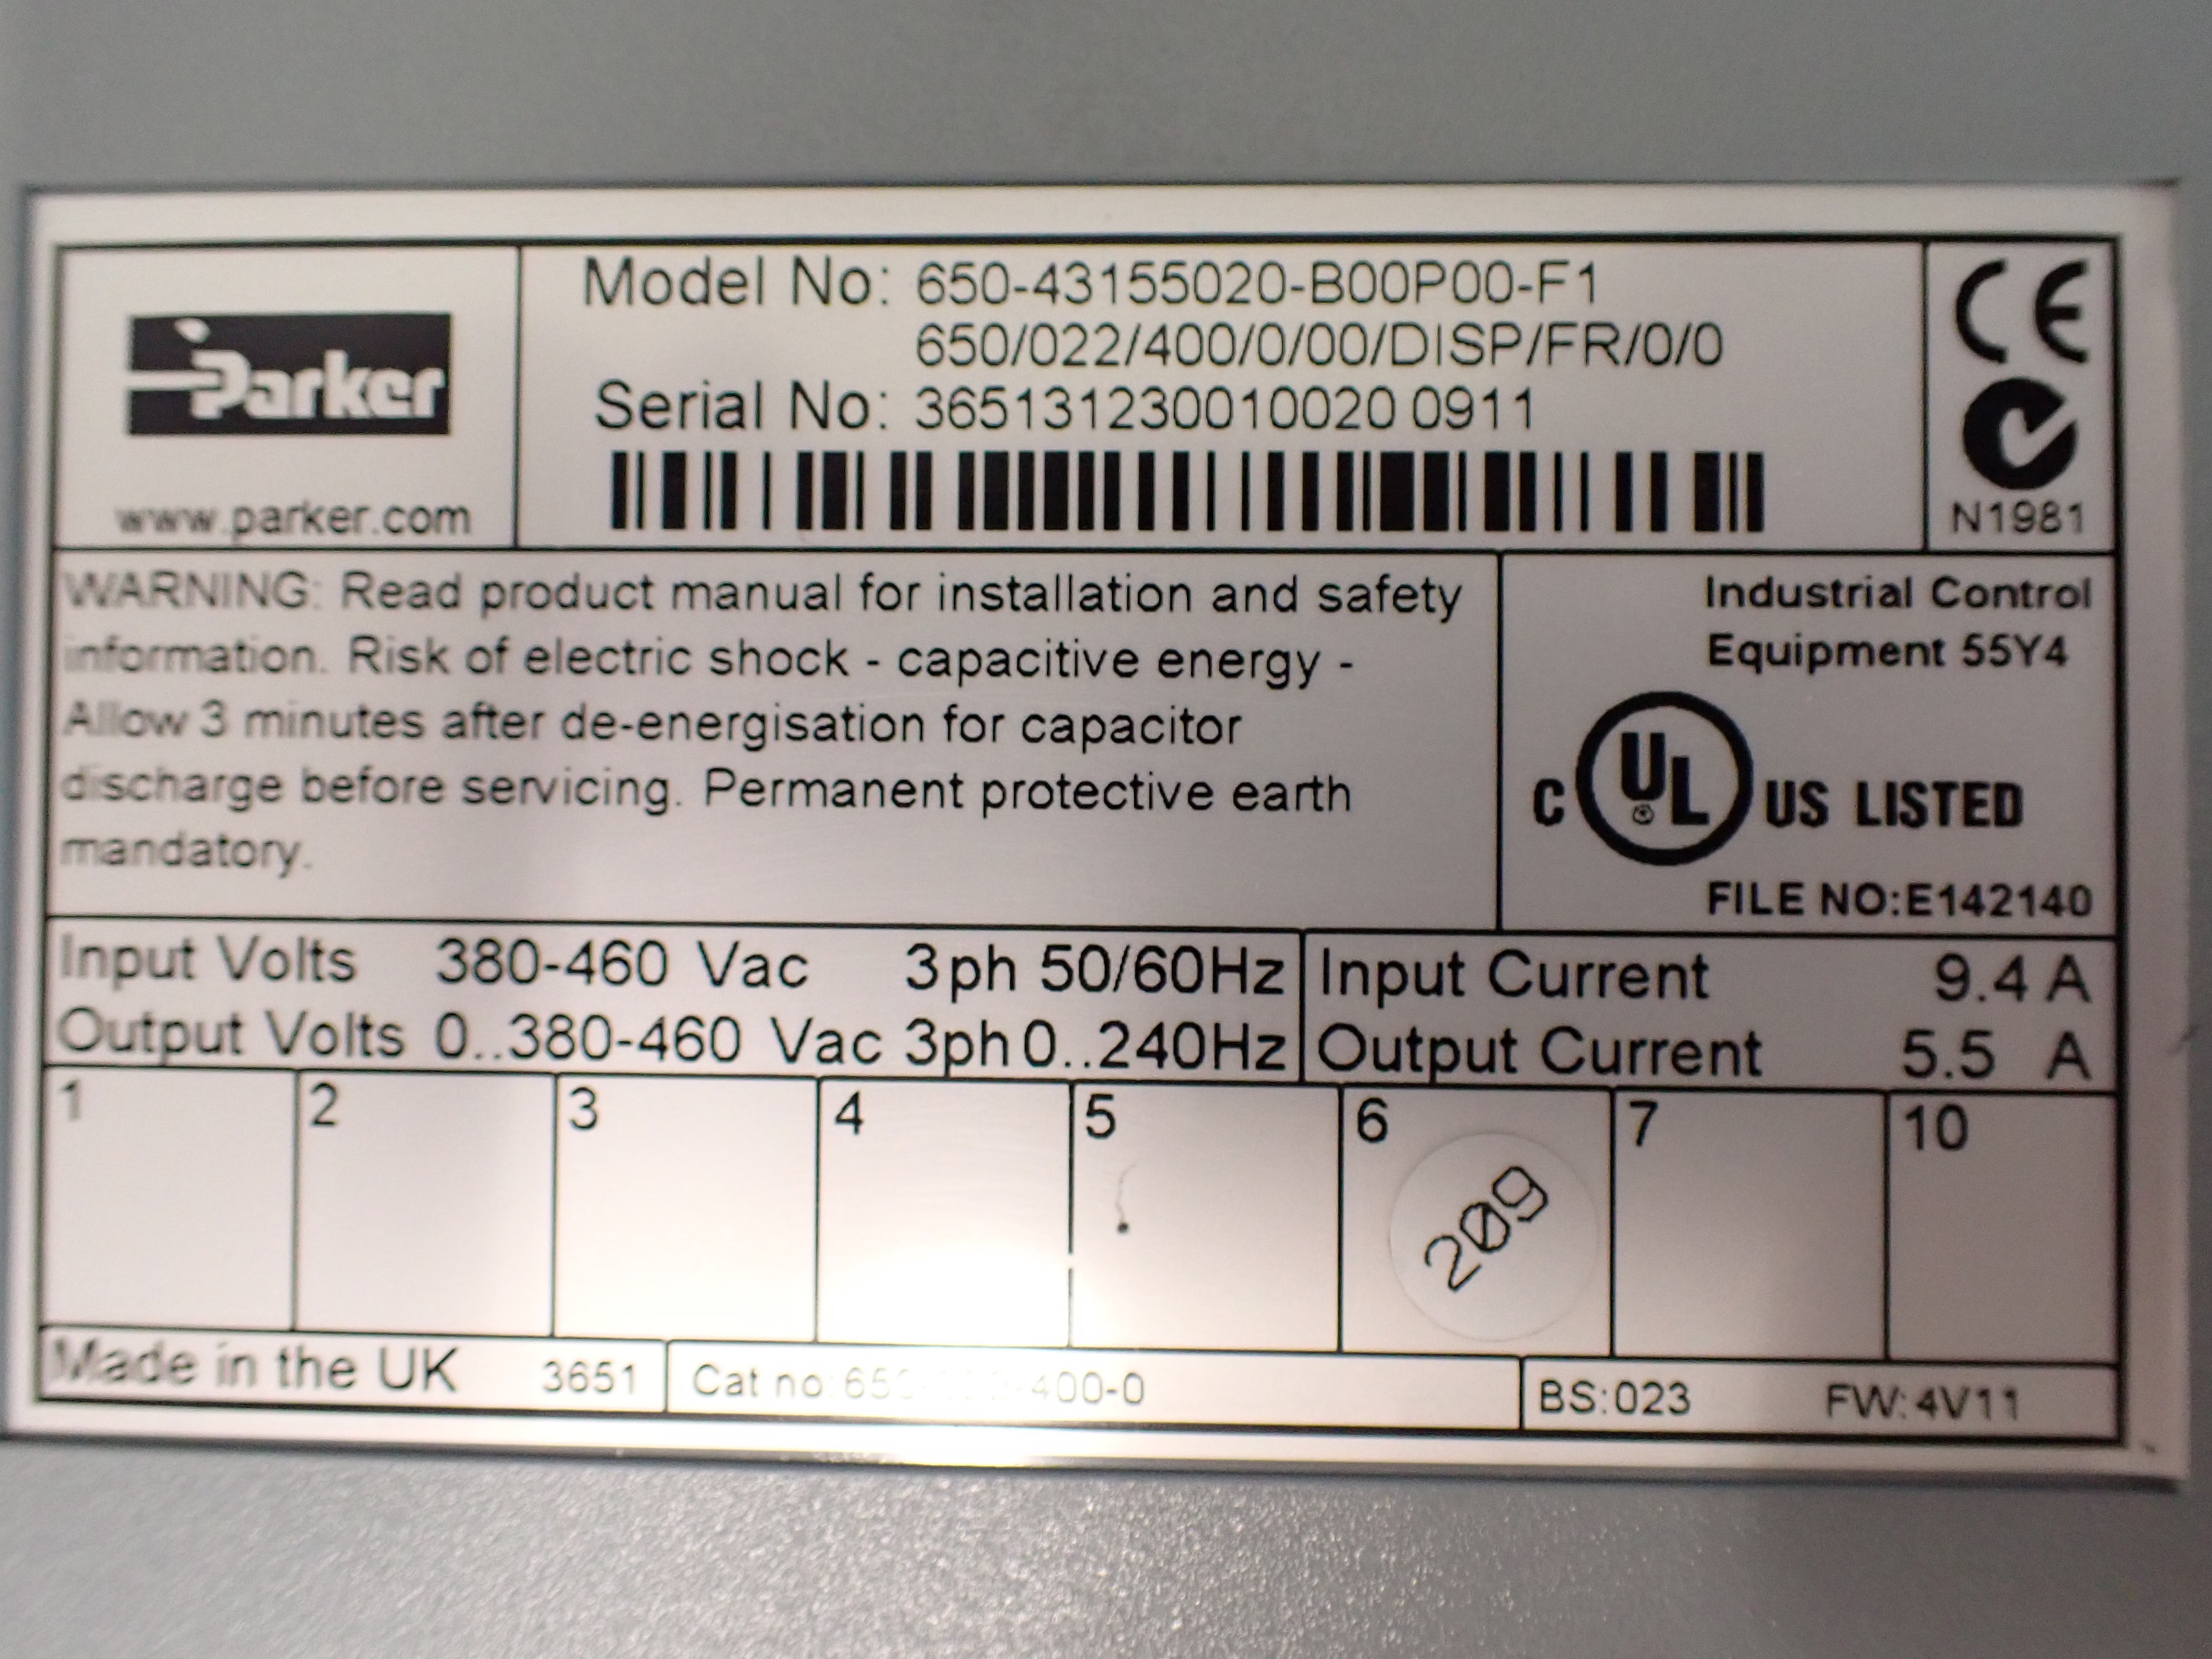 Parker
www.parker.com
Model No: 650-43155020-B00P00-F1
650/022/400/0/00/DISP/FR/0/0
Serial No: 365131230010020 0911
CE
N1981
WARNING: Read product manual for installation and safety
information. Risk of electric shock - capacitive energy -
Allow 3 minutes after de-energisation for capacitor
discharge before servicing. Permanent protective earth
mandatory.
Industrial Control
Equipment 55Y4
C UL US LISTED
FILE NO:E142140
Input Volts 380-460 Vac 3ph 50/60Hz
Output Volts 0..380-460 Vac 3ph 0..240Hz
Input Current 9.4 A
Output Current 5.5 A
1 2 3 4 5 6 7 10
209
Made in the UK 3651
Cat no
BS:023 FW:4V11